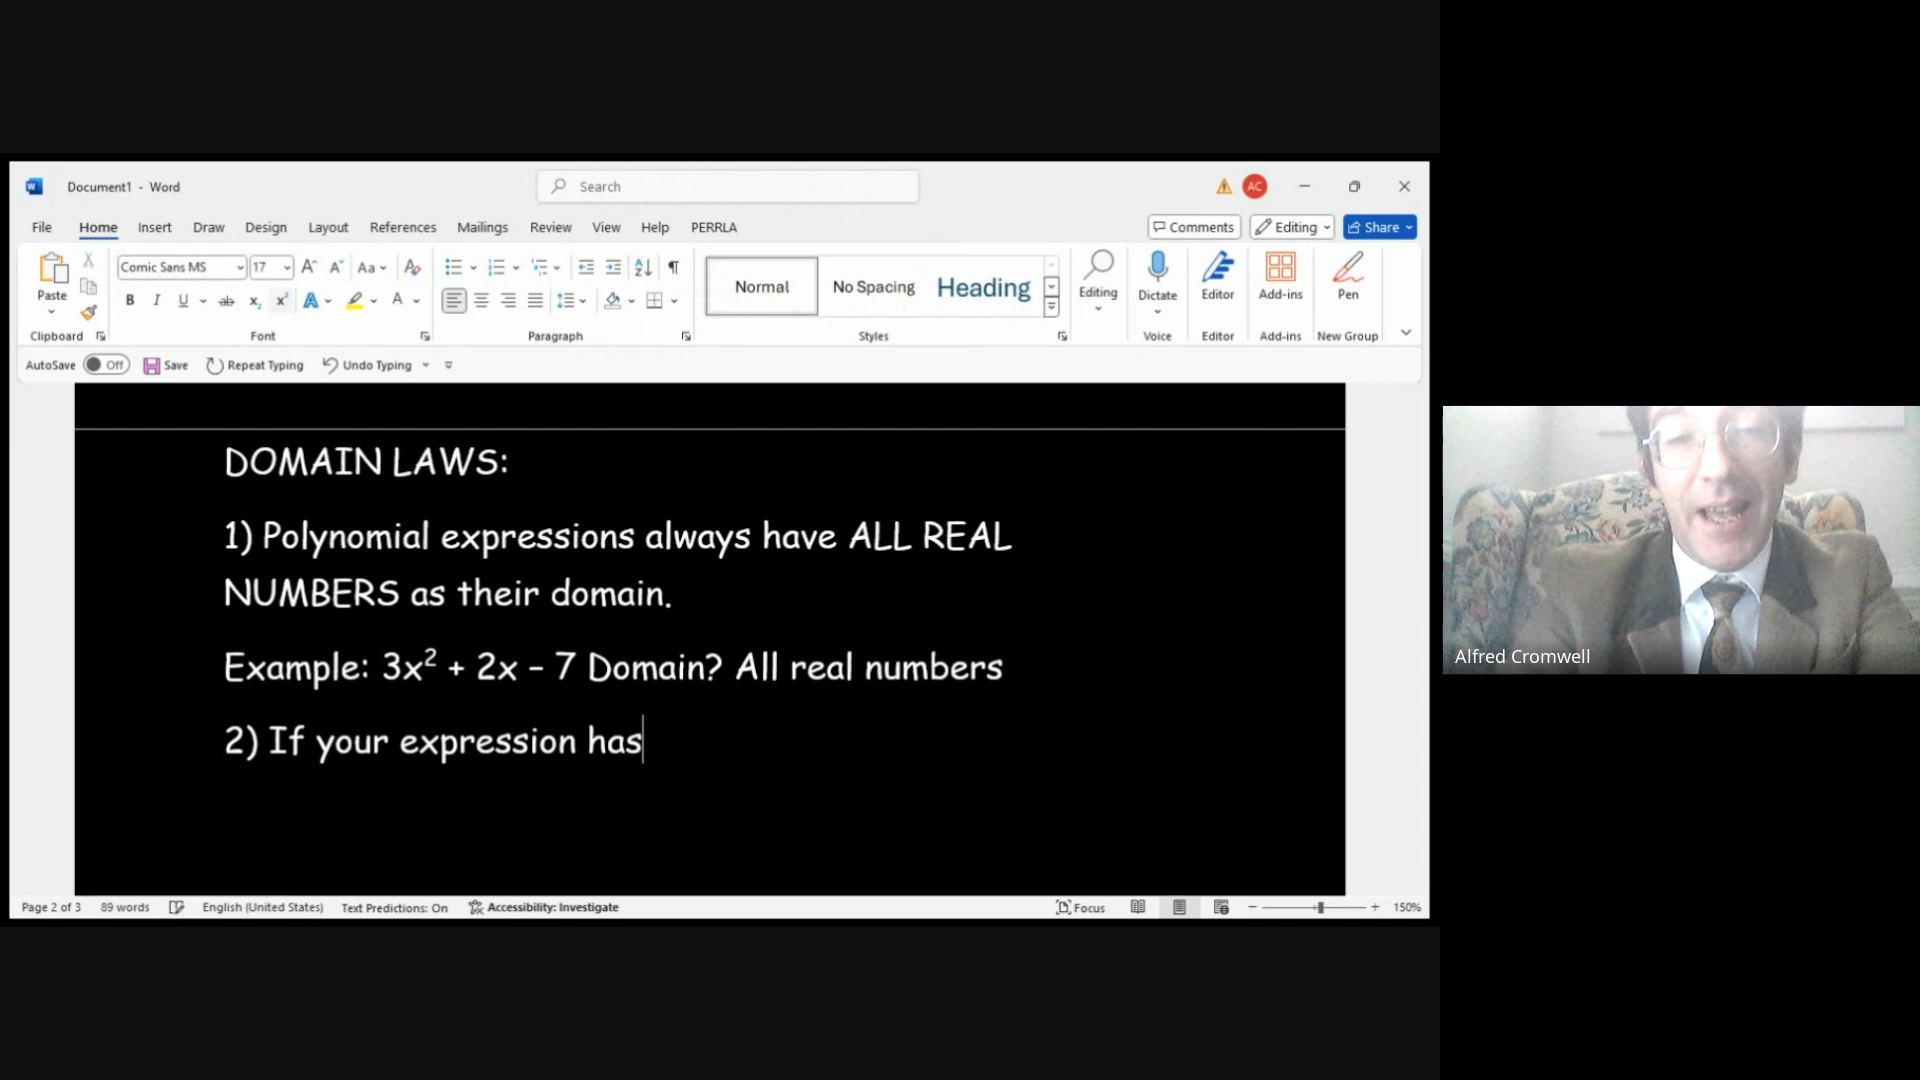 Document1 - Word
Search
AC
File Home Insert Draw Design Layout References Mailings Review View Help PERRLA
Comments Editing Share
Paste
Comic Sans MS 17
Normal No Spacing Heading
Editing Dictate Editor Add-ins Pen
Clipboard Font Paragraph Styles Voice Editor Add-ins New Group
AutoSave Off Save Repeat Typing Undo Typing
DOMAIN LAWS:
1) Polynomial expressions always have ALL REAL
NUMBERS as their domain.
Example: 3x² + 2x – 7 Domain? All real numbers
2) If your expression has
Alfred Cromwell
Page 2 of 3 89 words English (United States) Text Predictions: On Accessibility: Investigate Focus 150%